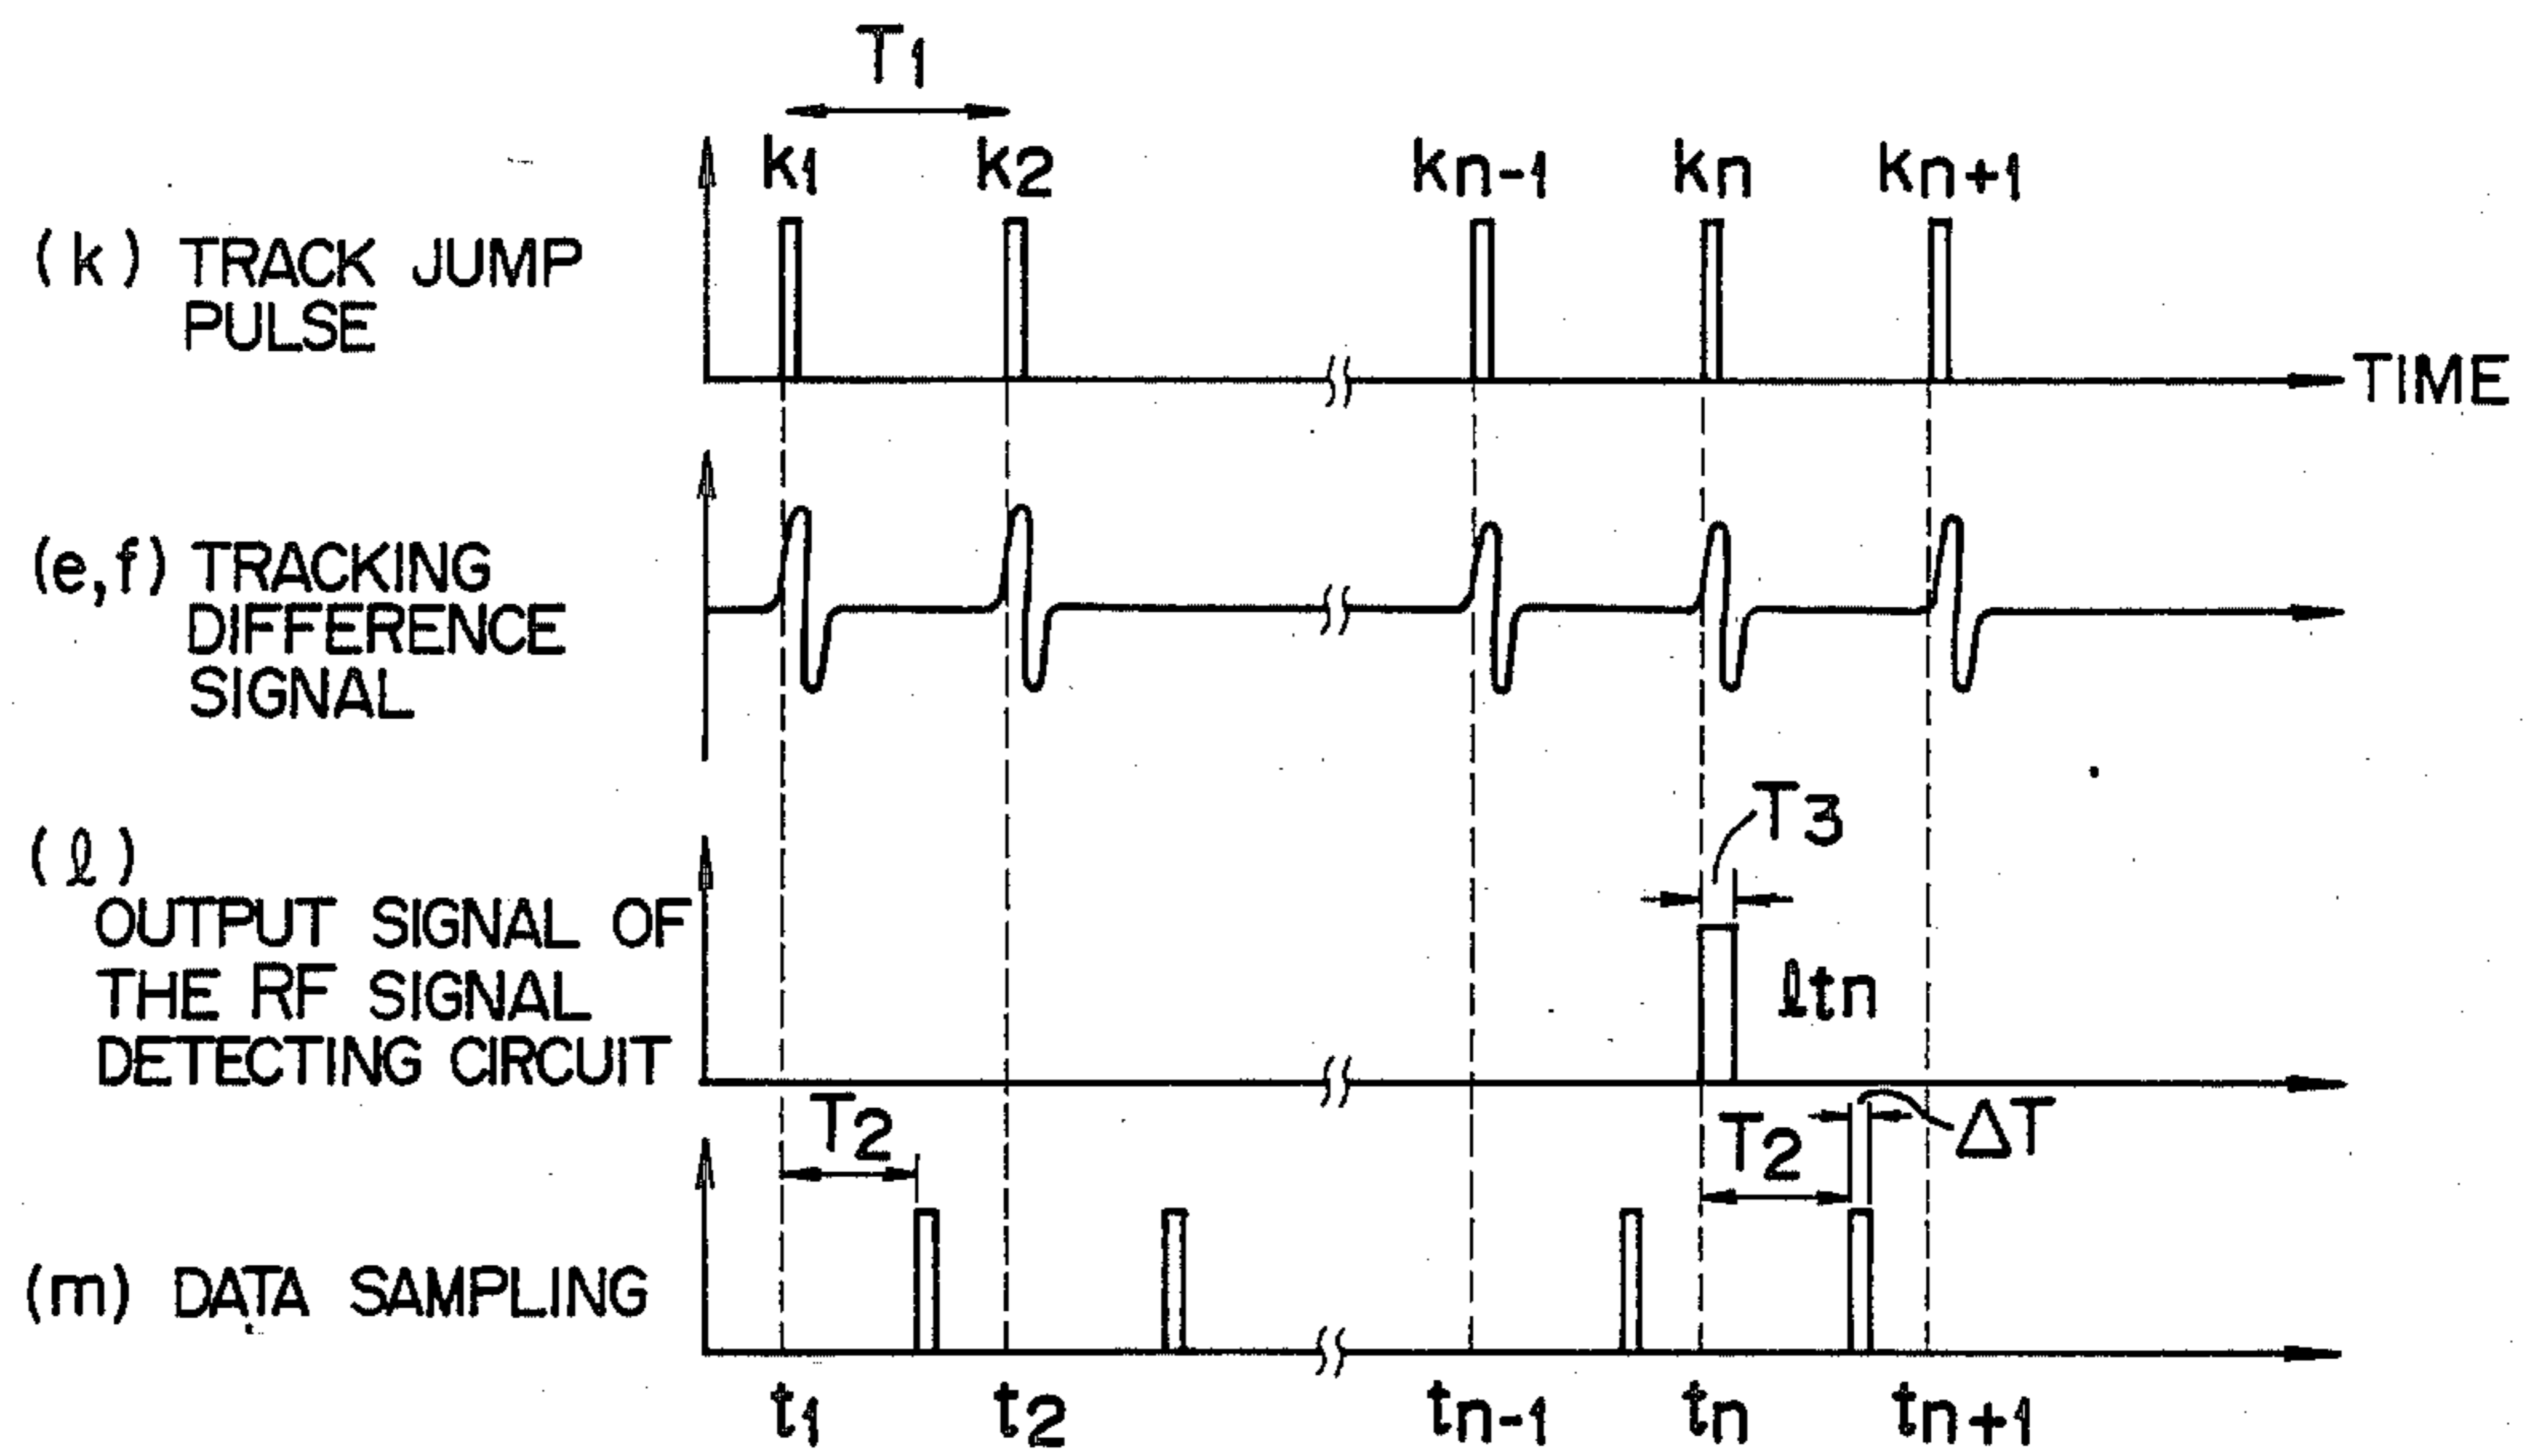 T1
k1 k2 kn-1 kn kn+1
(k) TRACK JUMP
PULSE
TIME
(e,f) TRACKING
DIFFERENCE
SIGNAL
T3
(ℓ)
OUTPUT SIGNAL OF
THE RF SIGNAL
DETECTING CIRCUIT
ℓtn
T2 T2 ΔT
(m) DATA SAMPLING
t1 t2 tn-1 tn tn+1